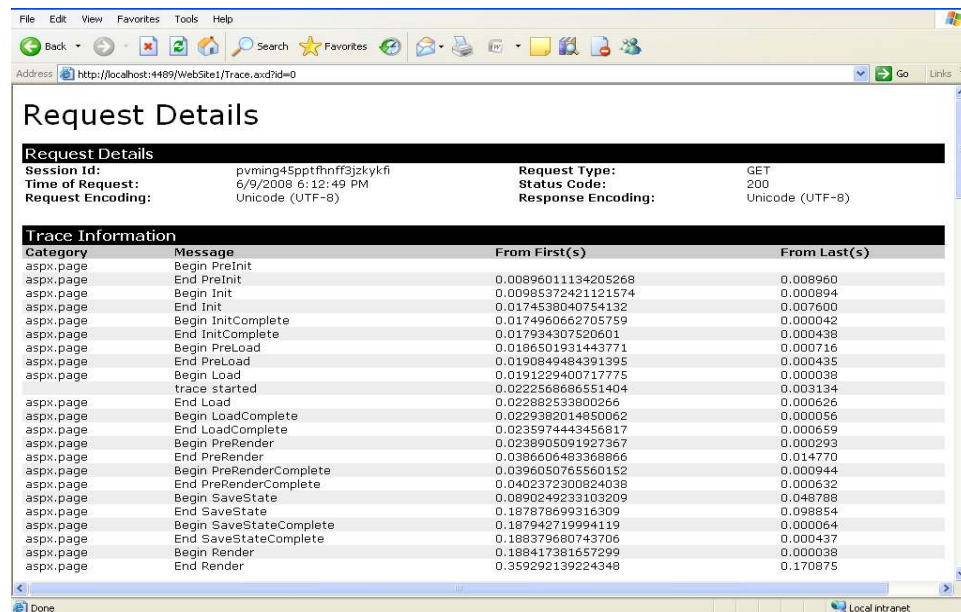 File Edit View Favorites Tools Help
Back Search Favorites
Address http://localhost:4489/WebSite1/Trace.axd?id=0 Go Links
Request Details
Request Details
Session Id: pvming45pptfhnff3jzkykfi Request Type: GET
Time of Request: 6/9/2008 6:12:49 PM Status Code: 200
Request Encoding: Unicode (UTF-8) Response Encoding: Unicode (UTF-8)
Trace Information
Category Message From First(s) From Last(s)
aspx.page Begin PreInit
aspx.page End PreInit 0.00896011134205268 0.008960
aspx.page Begin Init 0.00985372421121574 0.000894
aspx.page End Init 0.0174538040754132 0.007600
aspx.page Begin InitComplete 0.0174960662705759 0.000042
aspx.page End InitComplete 0.017934307520601 0.000438
aspx.page Begin PreLoad 0.0186501931443771 0.000716
aspx.page End PreLoad 0.0190849484391395 0.000435
aspx.page Begin Load 0.0191229400717775 0.000038
trace started 0.0222568686551404 0.003134
aspx.page End Load 0.022882533800266 0.000626
aspx.page Begin LoadComplete 0.0229382014850062 0.000056
aspx.page End LoadComplete 0.0235974443456817 0.000659
aspx.page Begin PreRender 0.0238905091927367 0.000293
aspx.page End PreRender 0.0386606483368866 0.014770
aspx.page Begin PreRenderComplete 0.0396050765560152 0.000944
aspx.page End PreRenderComplete 0.0402372300824038 0.000632
aspx.page Begin SaveState 0.0890249233103209 0.048788
aspx.page End SaveState 0.187878699316309 0.098854
aspx.page Begin SaveStateComplete 0.187942719994119 0.000064
aspx.page End SaveStateComplete 0.188379680743706 0.000437
aspx.page Begin Render 0.188417381657299 0.000038
aspx.page End Render 0.359292139224348 0.170875
Done Local intranet